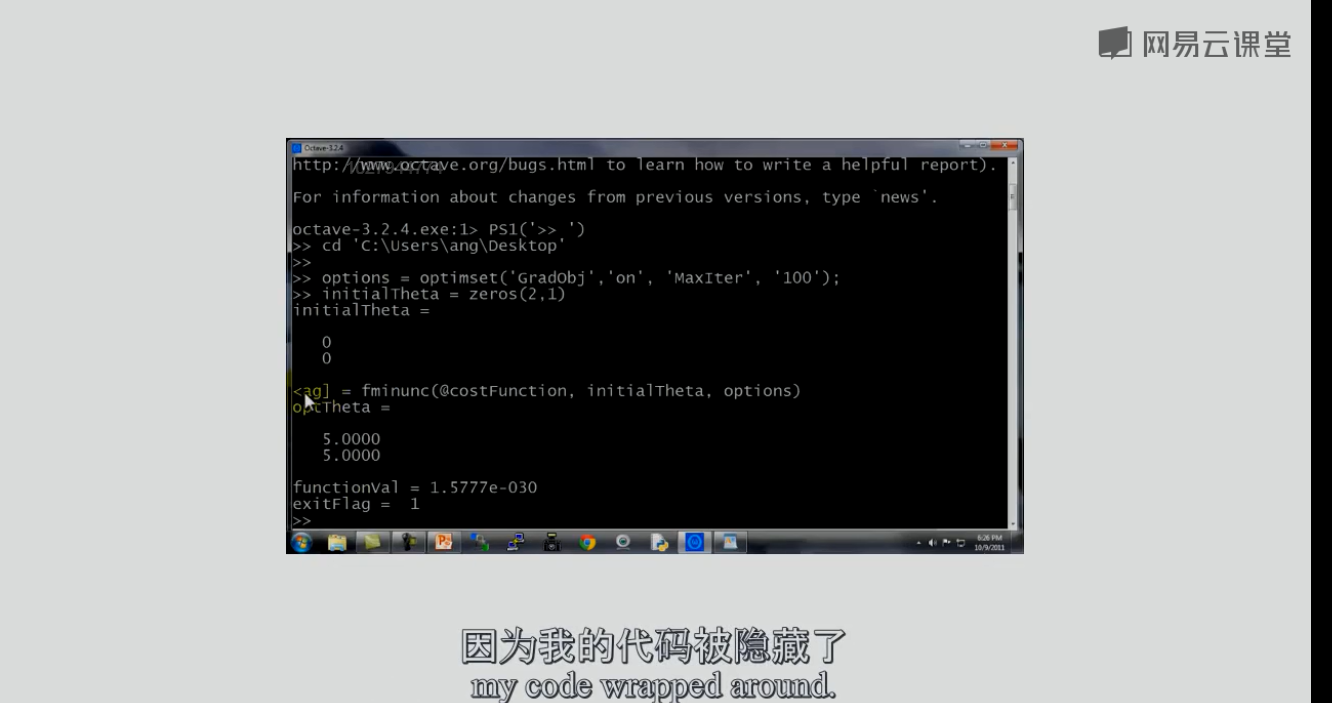 网易云课堂
Octave-3.2.4
http://www.octave.org/bugs.html to learn how to write a helpful report).
For information about changes from previous versions, type `news'.
octave-3.2.4.exe:1> PS1('>> ')
>> cd 'C:\Users\ang\Desktop'
>>
>> options = optimset('GradObj','on', 'MaxIter', '100');
>> initialTheta = zeros(2,1)
initialTheta =
0
0
<ag] = fminunc(@costFunction, initialTheta, options)
optTheta =
5.0000
5.0000
functionVal = 1.5777e-030
exitFlag = 1
>>
6:26 PM
10/9/2011
因为我的代码被隐藏了
my code wrapped around.